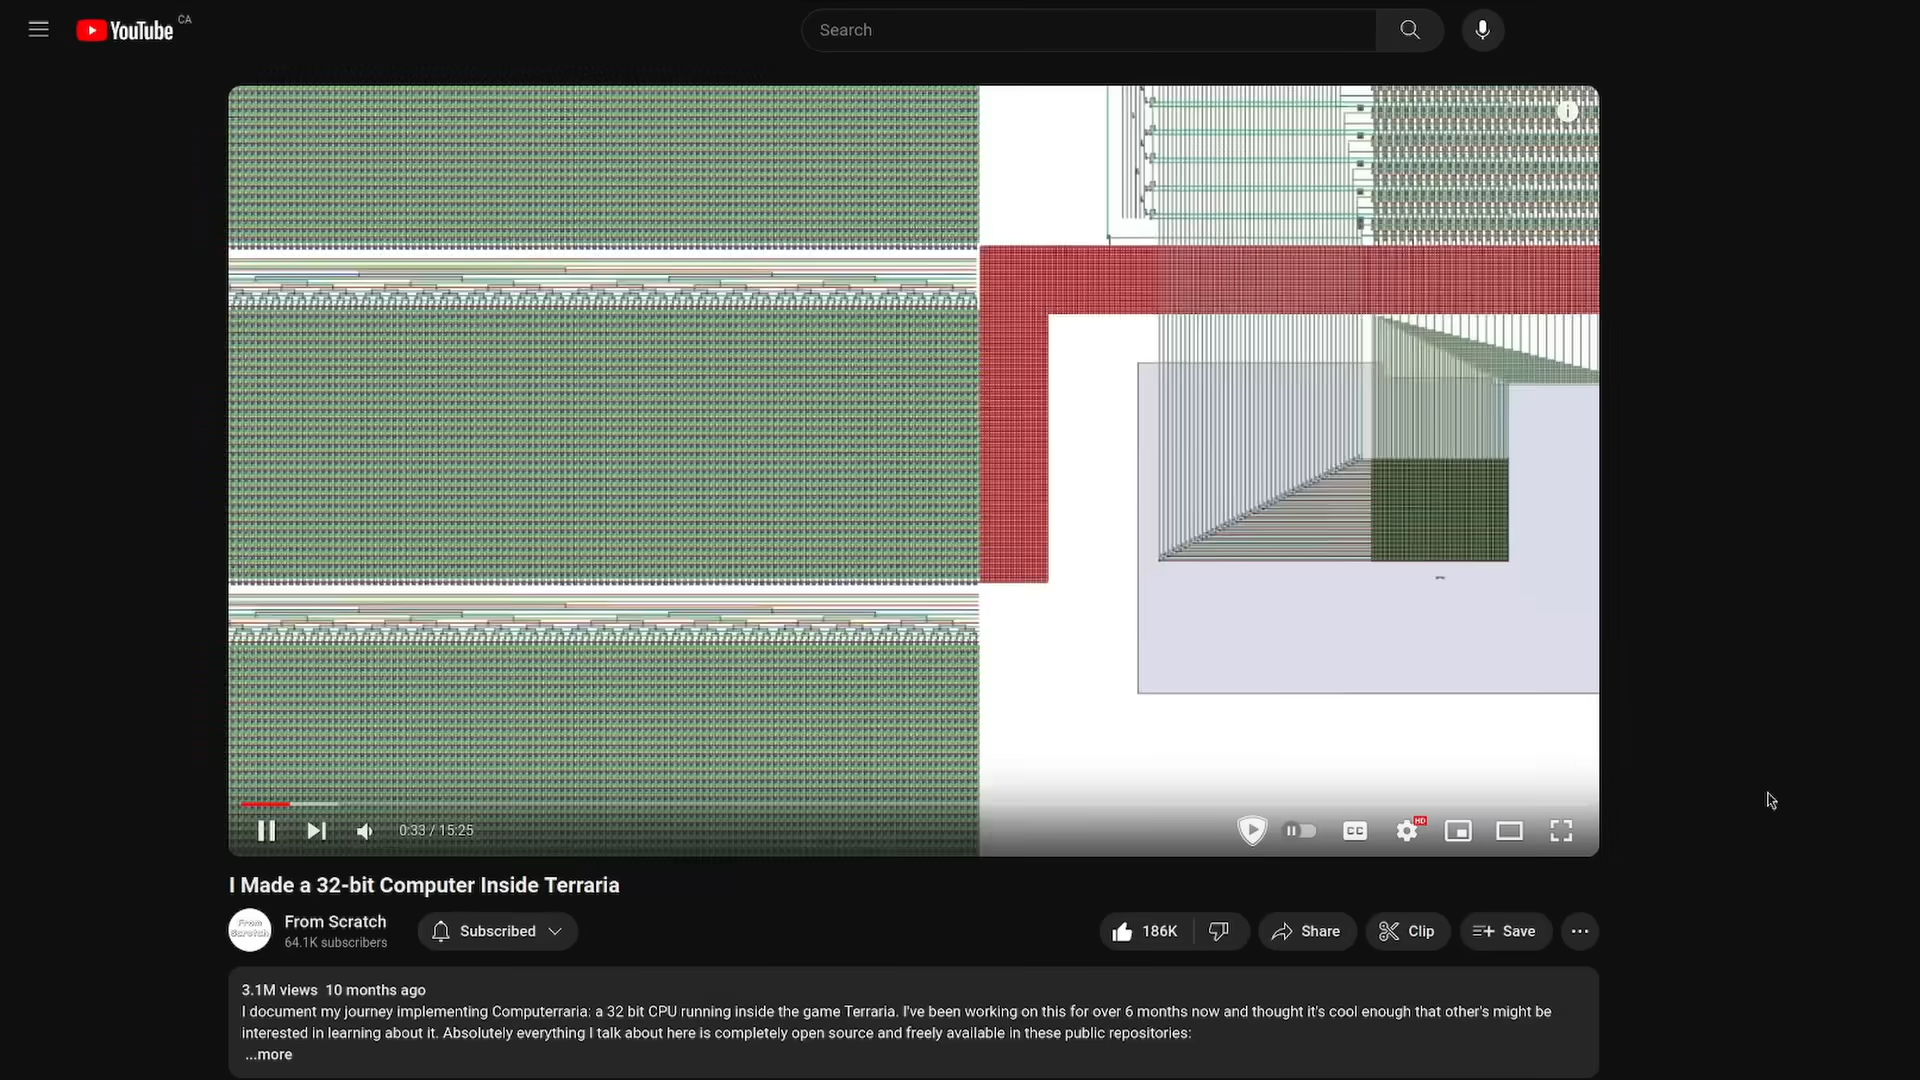 YouTube CA
Search
0:33 / 15:25
CC
HD
I Made a 32-bit Computer Inside Terraria
From Scratch
From Scratch
64.1K subscribers
Subscribed
186K
Share
Clip
Save
3.1M views 10 months ago
I document my journey implementing Computerraria: a 32 bit CPU running inside the game Terraria. I've been working on this for over 6 months now and thought it's cool enough that other's might be
interested in learning about it. Absolutely everything I talk about here is completely open source and freely available in these public repositories:
...more